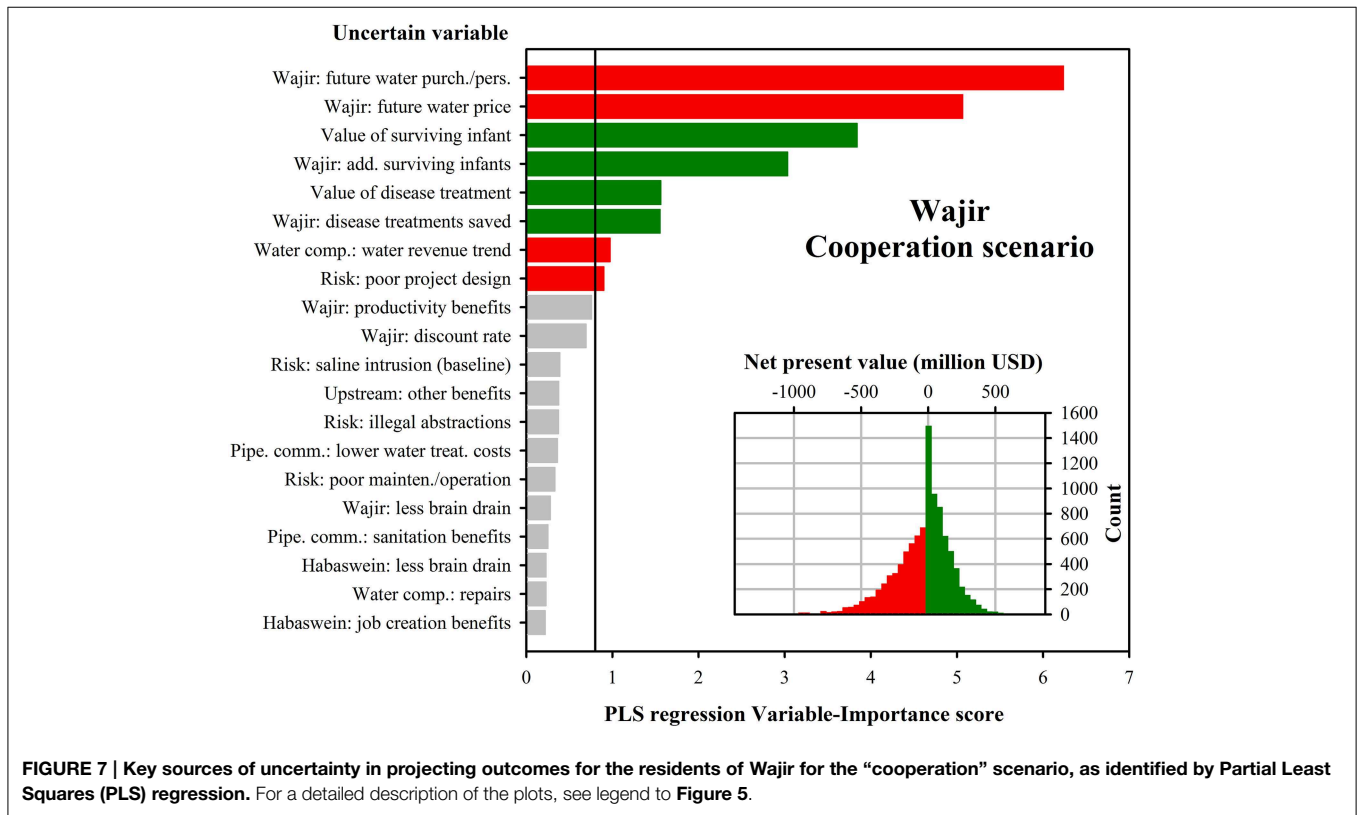 Uncertain variable
Wajir: future water purch./pers.
Wajir: future water price
Value of surviving infant
Wajir: add. surviving infants
Value of disease treatment
Wajir: disease treatments saved
Water comp.: water revenue trend
Risk: poor project design
Wajir: productivity benefits
Wajir: discount rate
Risk: saline intrusion (baseline)
Upstream: other benefits
Risk: illegal abstractions
Pipe. comm.: lower water treat. costs
Risk: poor mainten./operation
Wajir: less brain drain
Pipe. comm.: sanitation benefits
Habaswein: less brain drain
Water comp.: repairs
Habaswein: job creation benefits
0 1 2 3 4 5 6 7
PLS regression Variable-Importance score
Wajir
Cooperation scenario
Net present value (million USD)
-1000 -500 0 500
1600
1400
1200
1000
800
600
400
200
0
Count
FIGURE 7 | Key sources of uncertainty in projecting outcomes for the residents of Wajir for the “cooperation” scenario, as identified by Partial Least
Squares (PLS) regression. For a detailed description of the plots, see legend to Figure 5.